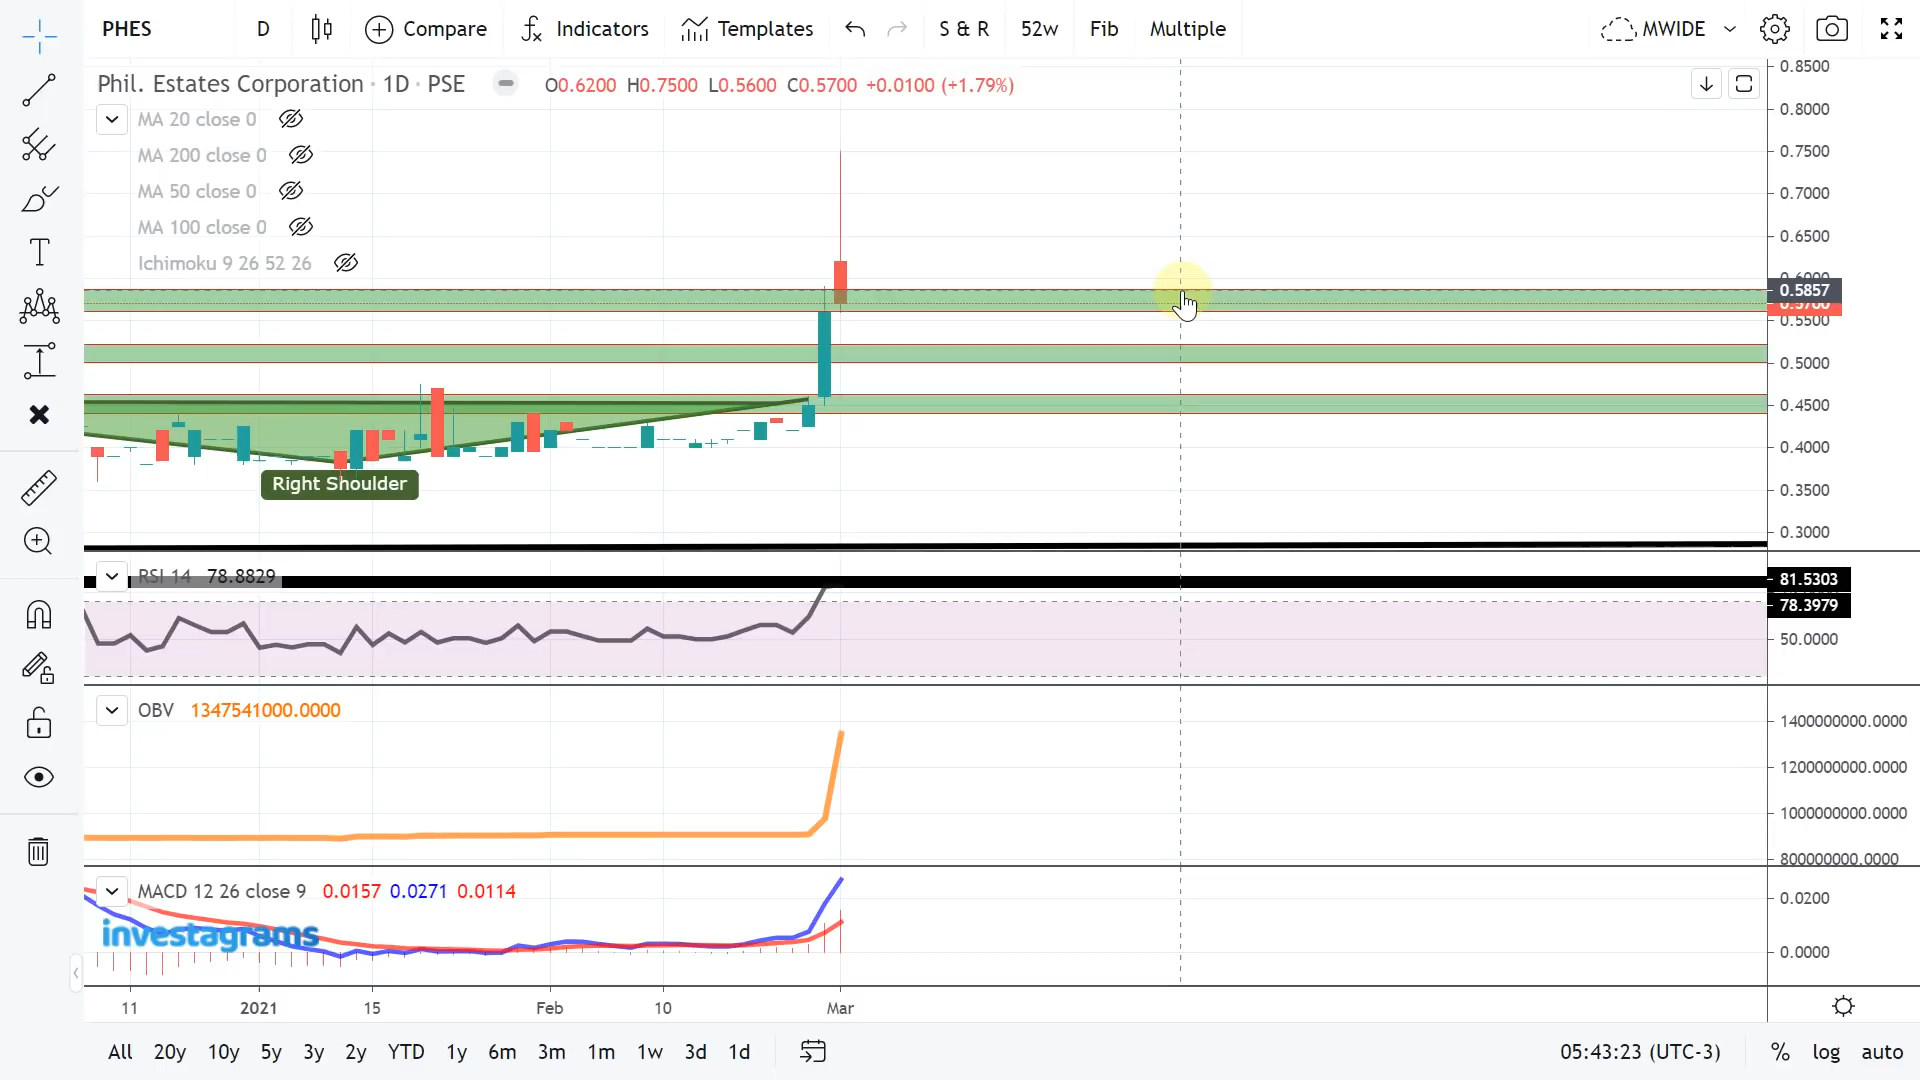 PHES D Compare Indicators Templates S & R 52w Fib Multiple MWIDE
Phil. Estates Corporation · 1D · PSE O0.6200 H0.7500 L0.5600 C0.5700 +0.0100 (+1.79%)
MA 20 close 0
MA 200 close 0
MA 50 close 0
MA 100 close 0
Ichimoku 9 26 52 26
0.8500
0.8000
0.7500
0.7000
0.6500
0.6000
0.5857
0.5700
0.5500
0.5000
0.4500
0.4000
0.3500
0.3000
Right Shoulder
RSI 14 78.8829
81.5303
78.3979
50.0000
OBV 1347541000.0000
1400000000.0000
1200000000.0000
1000000000.0000
800000000.0000
MACD 12 26 close 9 0.0157 0.0271 0.0114
investagrams
0.0200
0.0000
11 2021 15 Feb 10 Mar
All 20y 10y 5y 3y 2y YTD 1y 6m 3m 1m 1w 3d 1d 05:43:23 (UTC-3) % log auto